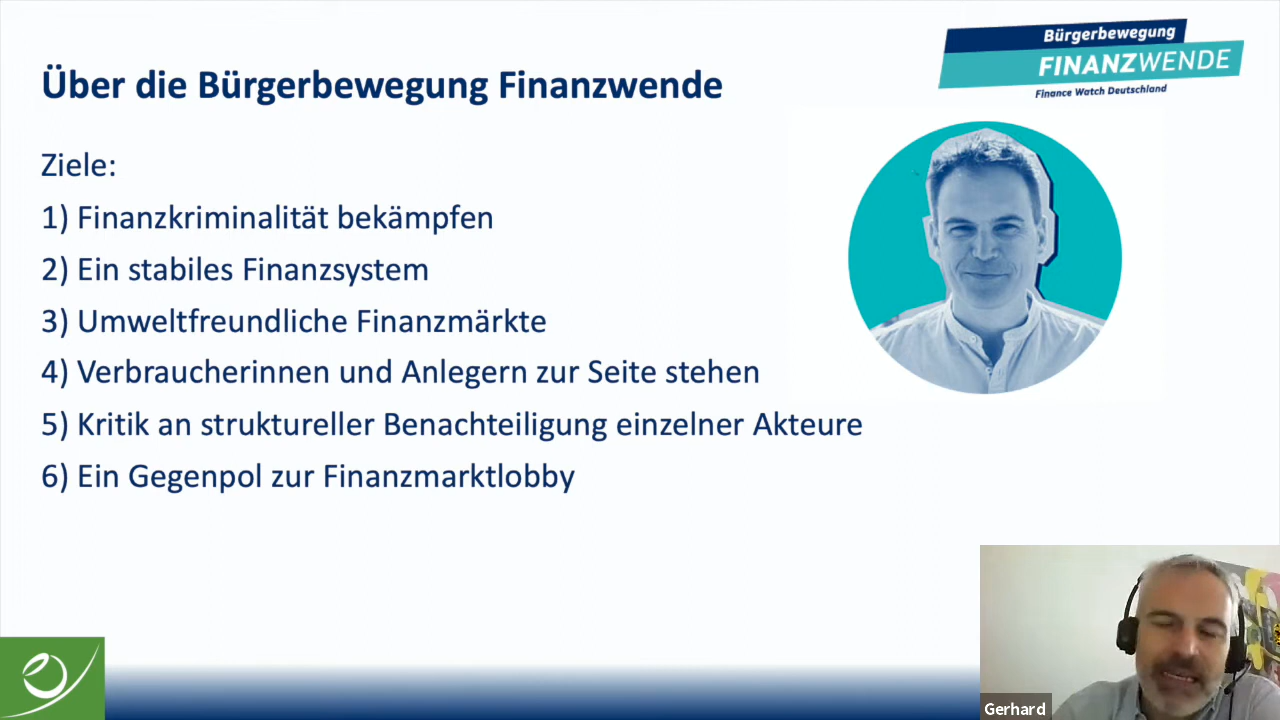 Über die Bürgerbewegung Finanzwende
Bürgerbewegung
FINANZWENDE
Finance Watch Deutschland
Ziele:
1) Finanzkriminalität bekämpfen
2) Ein stabiles Finanzsystem
3) Umweltfreundliche Finanzmärkte
4) Verbraucherinnen und Anlegern zur Seite stehen
5) Kritik an struktureller Benachteiligung einzelner Akteure
6) Ein Gegenpol zur Finanzmarktlobby
Gerhard